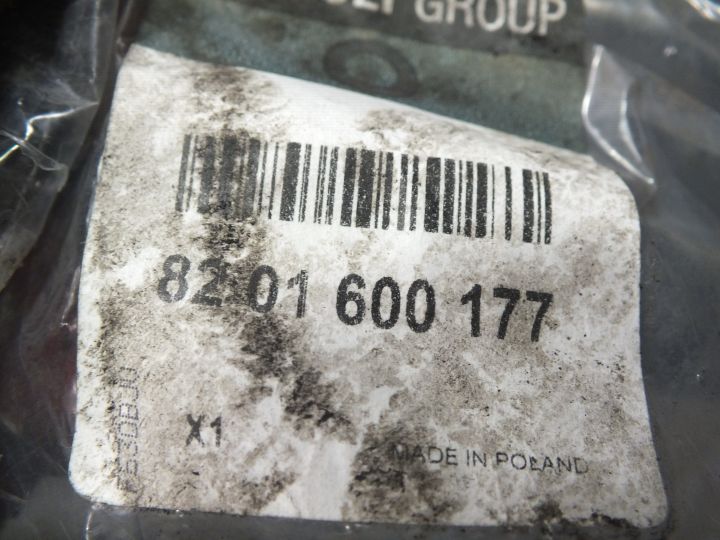 GROUP
82 01 600 177
X1
MADE IN POLAND